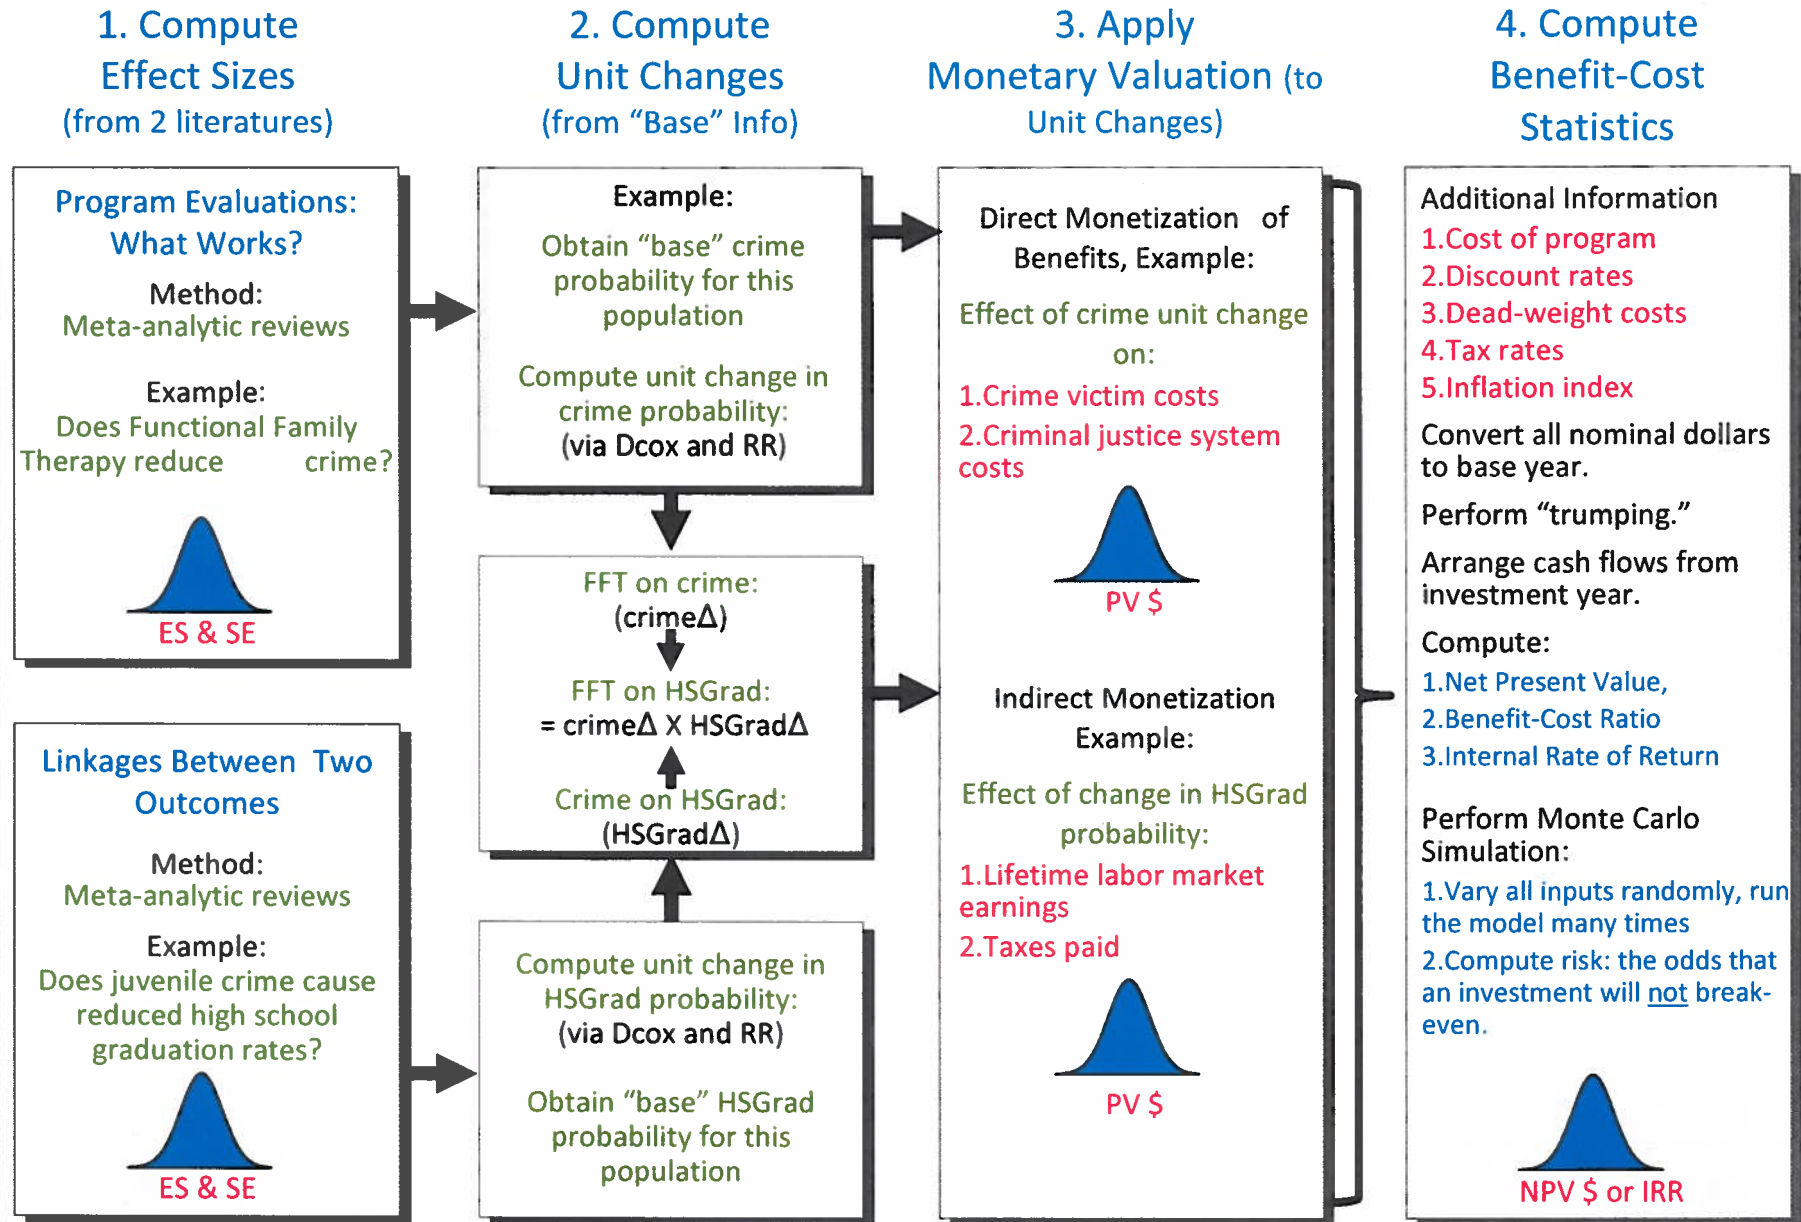 1. Compute
Effect Sizes
(from 2 literatures)
Program Evaluations:
What Works?
Method:
Meta-analytic reviews
Example:
Does Functional Family
Therapy reduce crime?
ES & SE
Linkages Between Two
Outcomes
Method:
Meta-analytic reviews
Example:
Does juvenile crime cause
reduced high school
graduation rates?
ES & SE
2. Compute
Unit Changes
(from “Base” Info)
Example:
Obtain “base” crime
probability for this
population
Compute unit change in
crime probability:
(via Dcox and RR)
FFT on crime:
(crimeΔ)
FFT on HSGrad:
= crimeΔ X HSGradΔ
Crime on HSGrad:
(HSGradΔ)
Compute unit change in
HSGrad probability:
(via Dcox and RR)
Obtain “base” HSGrad
probability for this
population
3. Apply
Monetary Valuation (to
Unit Changes)
Direct Monetization of
Benefits, Example:
Effect of crime unit change
on:
1.Crime victim costs
2.Criminal justice system
costs
PV $
Indirect Monetization
Example:
Effect of change in HSGrad
probability:
1.Lifetime labor market
earnings
2.Taxes paid
PV $
4. Compute
Benefit-Cost
Statistics
Additional Information
1.Cost of program
2.Discount rates
3.Dead-weight costs
4.Tax rates
5.Inflation index
Convert all nominal dollars
to base year.
Perform “trumping.”
Arrange cash flows from
investment year.
Compute:
1.Net Present Value,
2.Benefit-Cost Ratio
3.Internal Rate of Return
Perform Monte Carlo
Simulation:
1.Vary all inputs randomly, run
the model many times
2.Compute risk: the odds that
an investment will not break-
even.
NPV $ or IRR